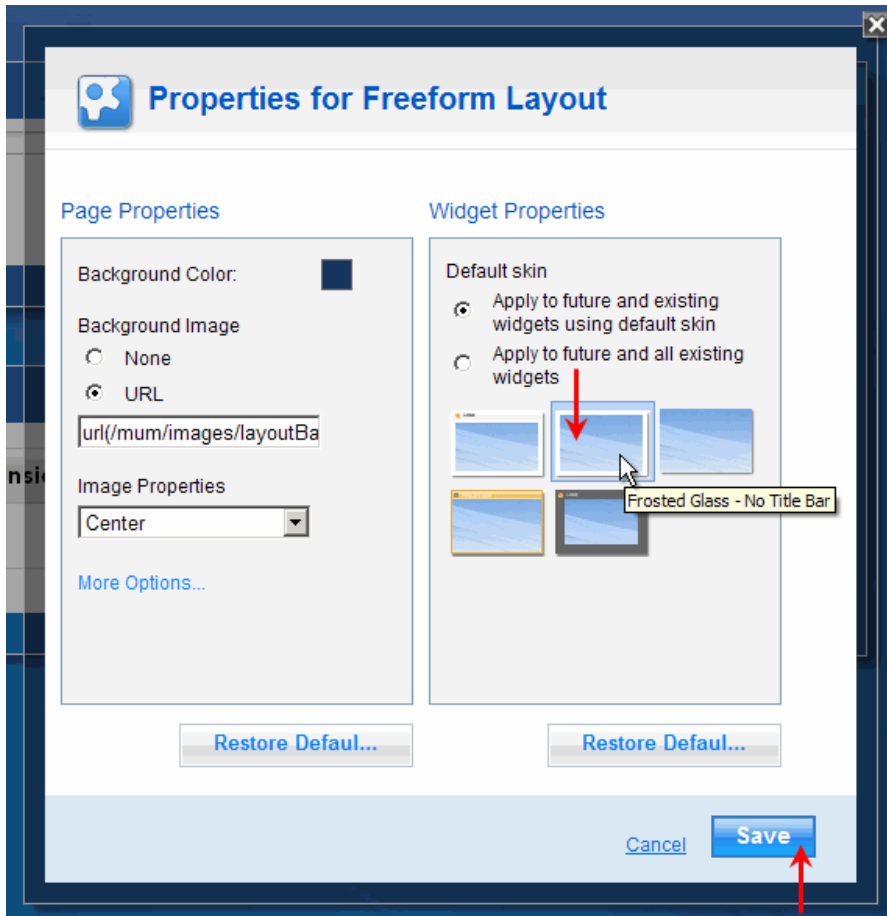 Properties for Freeform Layout
Page Properties
Background Color:
Background Image
None
URL
url(/mum/images/layoutBa
Image Properties
Center
More Options...
Restore Defaul...
Widget Properties
Default skin
Apply to future and existing
widgets using default skin
Apply to future and all existing
widgets
Frosted Glass - No Title Bar
Restore Defaul...
Cancel
Save